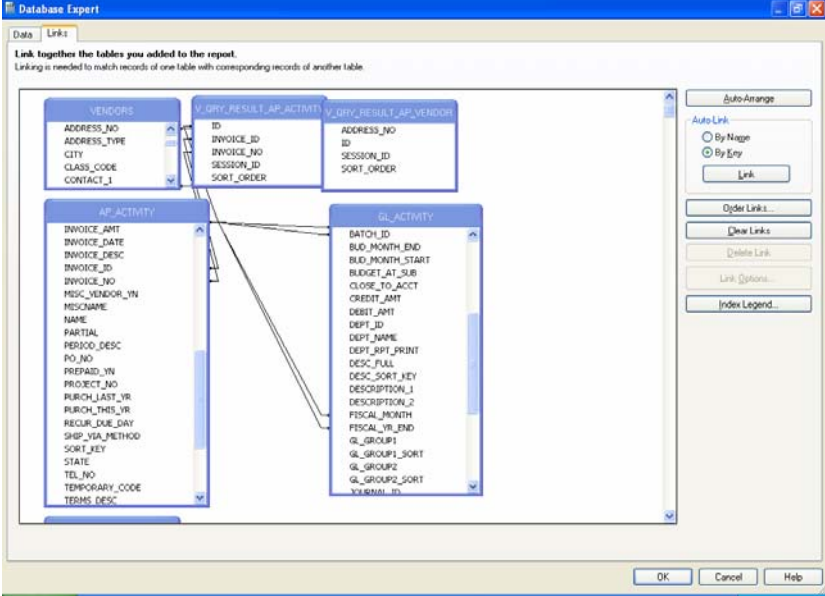 Database Expert
Data
Links
Link together the tables you added to the report.
Linking is needed to match records of one table with corresponding records of another table.
VENDORS
ADDRESS_NO
ADDRESS_TYPE
CITY
CLASS_CODE
CONTACT_1
V_QRY_RESULT_AP_ACTIVITY
ID
INVOICE_ID
INVOICE_NO
SESSION_ID
SORT_ORDER
V_QRY_RESULT_AP_VENDOR
ADDRESS_NO
ID
SESSION_ID
SORT_ORDER
AP_ACTIVITY
INVOICE_AMT
INVOICE_DATE
INVOICE_DESC
INVOICE_ID
INVOICE_NO
MISC_VENDOR_YN
MISCNAME
NAME
PARTIAL
PERIOD_DESC
PO_NO
PREPAID_YN
PROJECT_NO
PURCH_LAST_YR
PURCH_THIS_YR
RECUR_DUE_DAY
SHIP_VIA_METHOD
SORT_KEY
STATE
TEL_NO
TEMPORARY_CODE
TERMS_DESC
GL_ACTIVITY
BATCH_ID
BUD_MONTH_END
BUD_MONTH_START
BUDGET_AT_SUB
CLOSE_TO_ACCT
CREDIT_AMT
DEBIT_AMT
DEPT_ID
DEPT_NAME
DEPT_RPT_PRINT
DESC_FULL
DESC_SORT_KEY
DESCRIPTION_1
DESCRIPTION_2
FISCAL_MONTH
FISCAL_YR_END
GL_GROUP1
GL_GROUP1_SORT
GL_GROUP2
GL_GROUP2_SORT
JOURNAL_ID
Auto-Arrange
Auto-Link
By Name
By Key
Link
Order Links...
Clear Links
Delete Link
Link Options...
Index Legend...
OK
Cancel
Help